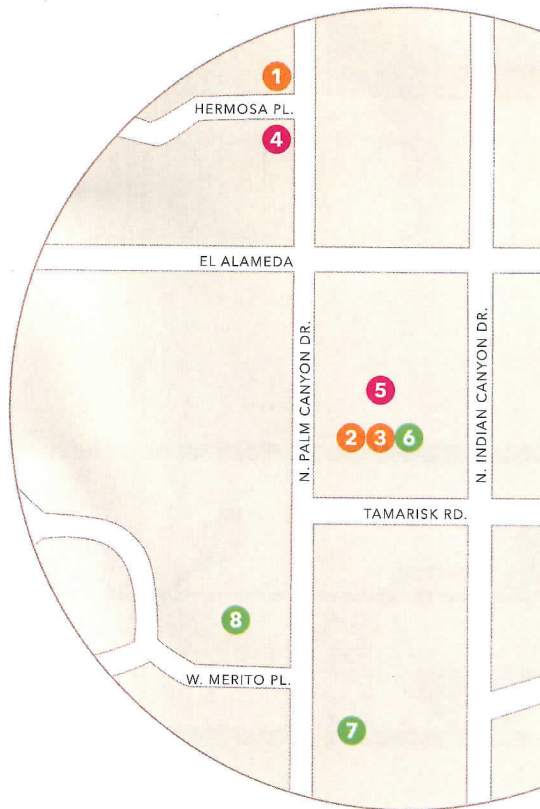 1
HERMOSA PL.
4
EL ALAMEDA
N. PALM CANYON DR.
N. INDIAN CANYON DR.
5
2 3 6
TAMARISK RD.
8
W. MERITO PL.
7